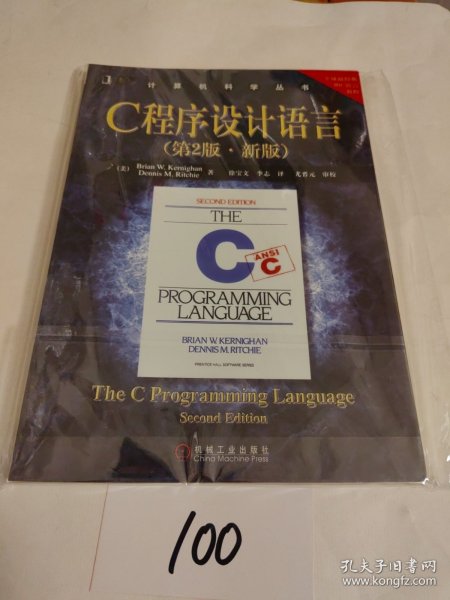 计算机科学丛书
C程序设计语言
（第2版·新版）
（美） Brian W. Kernighan
Dennis M. Ritchie 著 徐宝文 李志 译 尤晋元 审校
SECOND EDITION
THE
C
ANSI
C
PROGRAMMING
LANGUAGE
BRIAN W. KERNIGHAN
DENNIS M. RITCHIE
PRENTICE HALL SOFTWARE SERIES
The C Programming Language
Second Edition
机械工业出版社
China Machine Press
100
孔夫子旧书网
www.kongfz.com